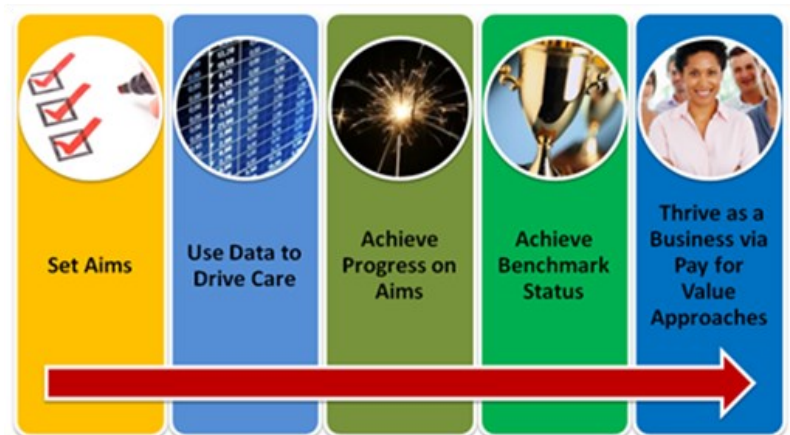 Set Aims
Use Data to
Drive Care
Achieve
Progress on
Aims
Achieve
Benchmark
Status
Thrive as a
Business via
Pay for
Value
Approaches